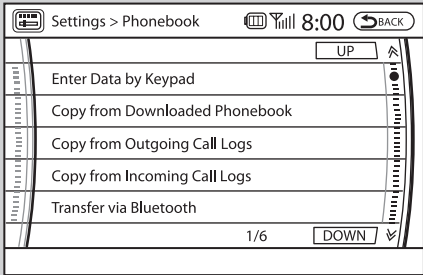 Settings > Phonebook 8:00 BACK
UP
Enter Data by Keypad
Copy from Downloaded Phonebook
Copy from Outgoing Call Logs
Copy from Incoming Call Logs
Transfer via Bluetooth
1/6 DOWN